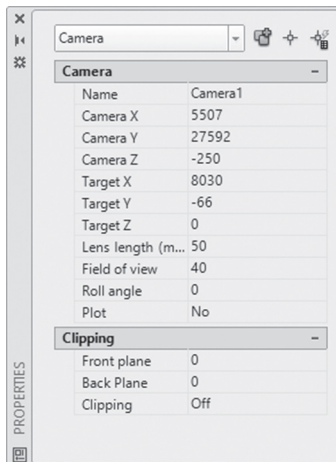 Camera
Camera
Name Camera1
Camera X 5507
Camera Y 27592
Camera Z -250
Target X 8030
Target Y -66
Target Z 0
Lens length (m... 50
Field of view 40
Roll angle 0
Plot No
Clipping
Front plane 0
Back Plane 0
Clipping Off
PROPERTIES